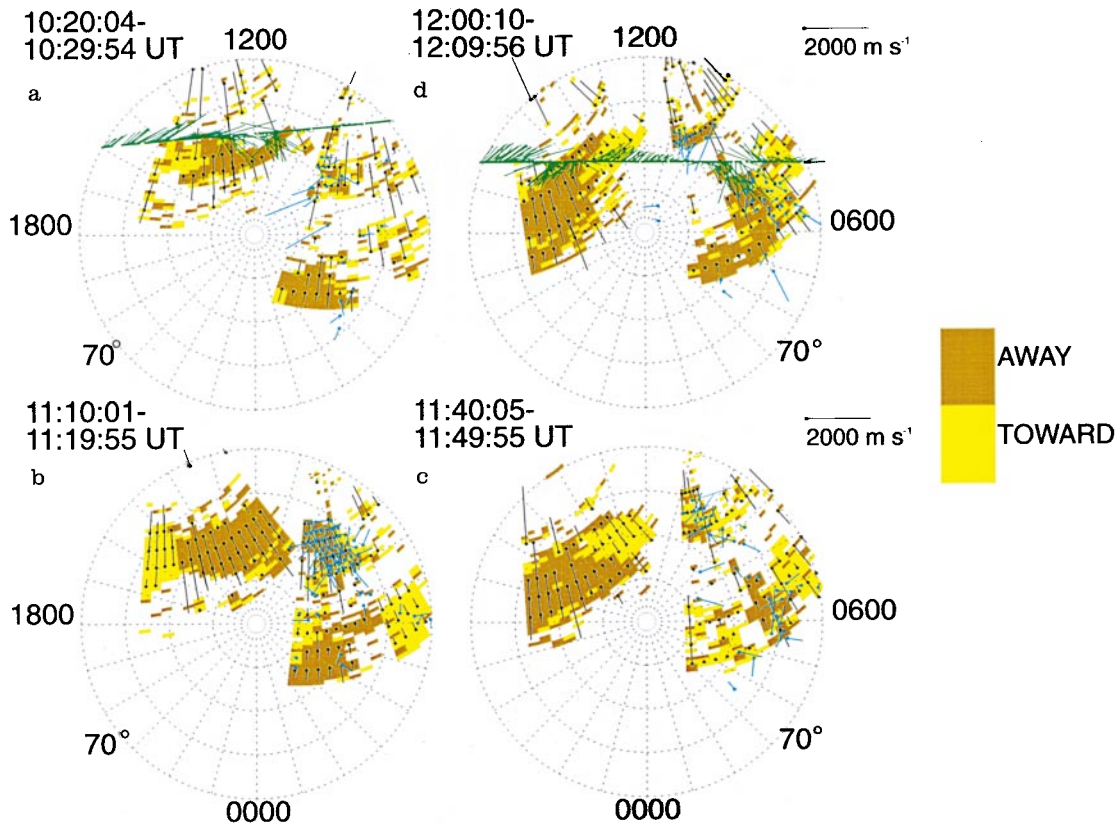 10:20:04-
10:29:54 UT
a
1200
1800
70°
12:00:10-
12:09:56 UT
d
1200
2000 m s-1
0600
70°
AWAY
TOWARD
11:10:01-
11:19:55 UT
b
1800
70°
0000
11:40:05-
11:49:55 UT
c
2000 m s-1
0600
70°
0000